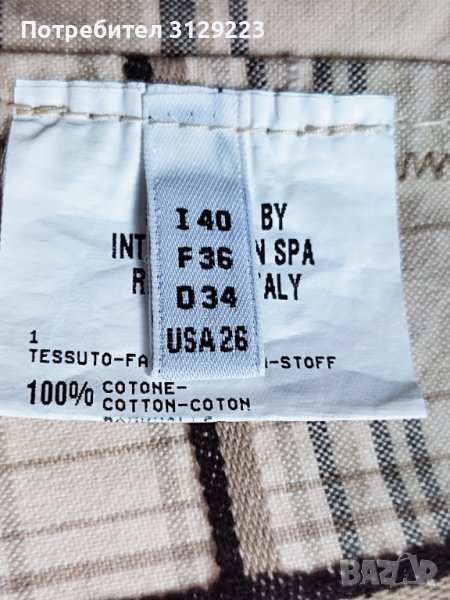 Потребител 3129223
I 40
F 36
D 34
USA 26
BY
INT N SPA
R ALY
1
TESSUTO-FA -STOFF
100% COTONE-
COTTON-COTON
BAZAR